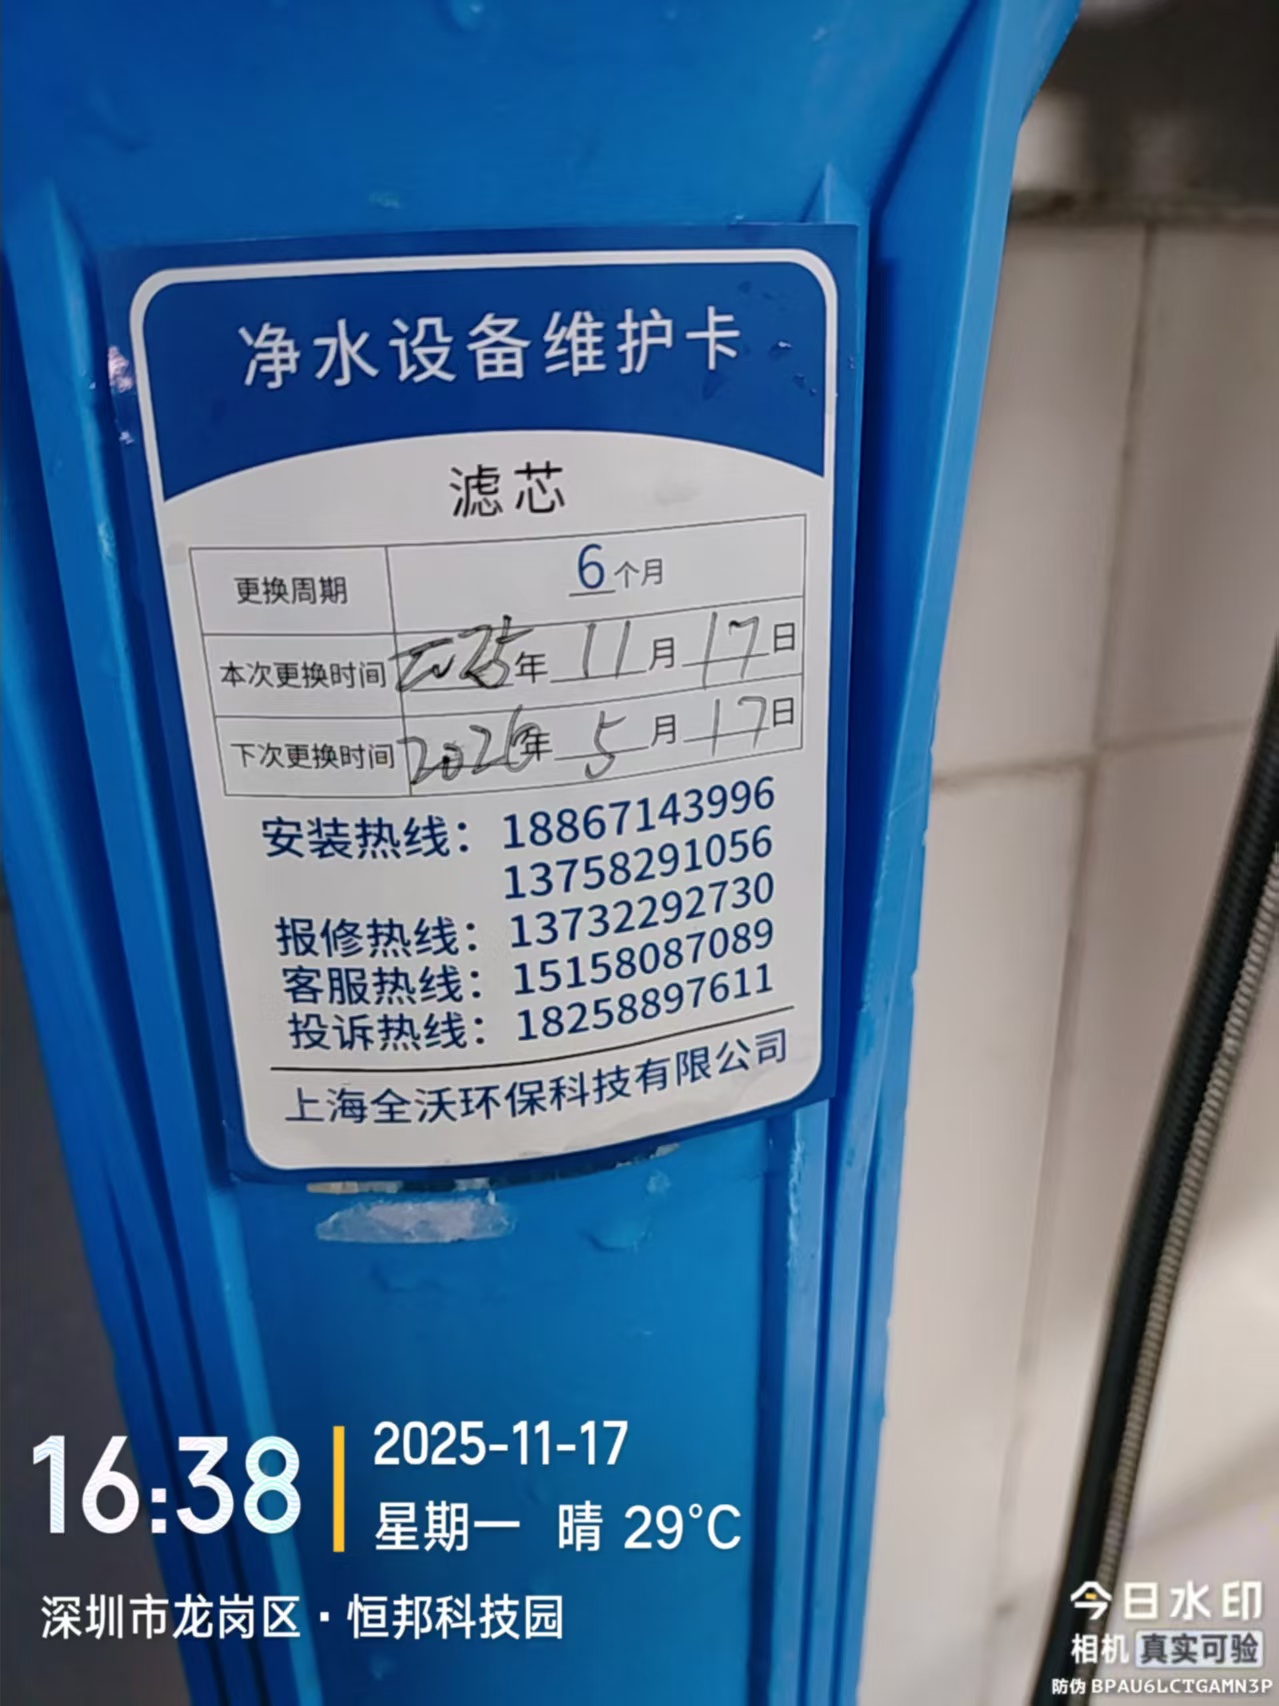 净水设备维护卡
滤芯
更换周期 6个月
本次更换时间 2025年11月17日
下次更换时间 2026年5月17日
安装热线：18867143996
13758291056
报修热线：13732292730
客服热线：15158087089
投诉热线：18258897611
上海全沃环保科技有限公司
16:38
2025-11-17
星期一 晴 29°C
深圳市龙岗区·恒邦科技园
今日水印
相机 真实可验
防伪 BPAU6LCTGAMN3P